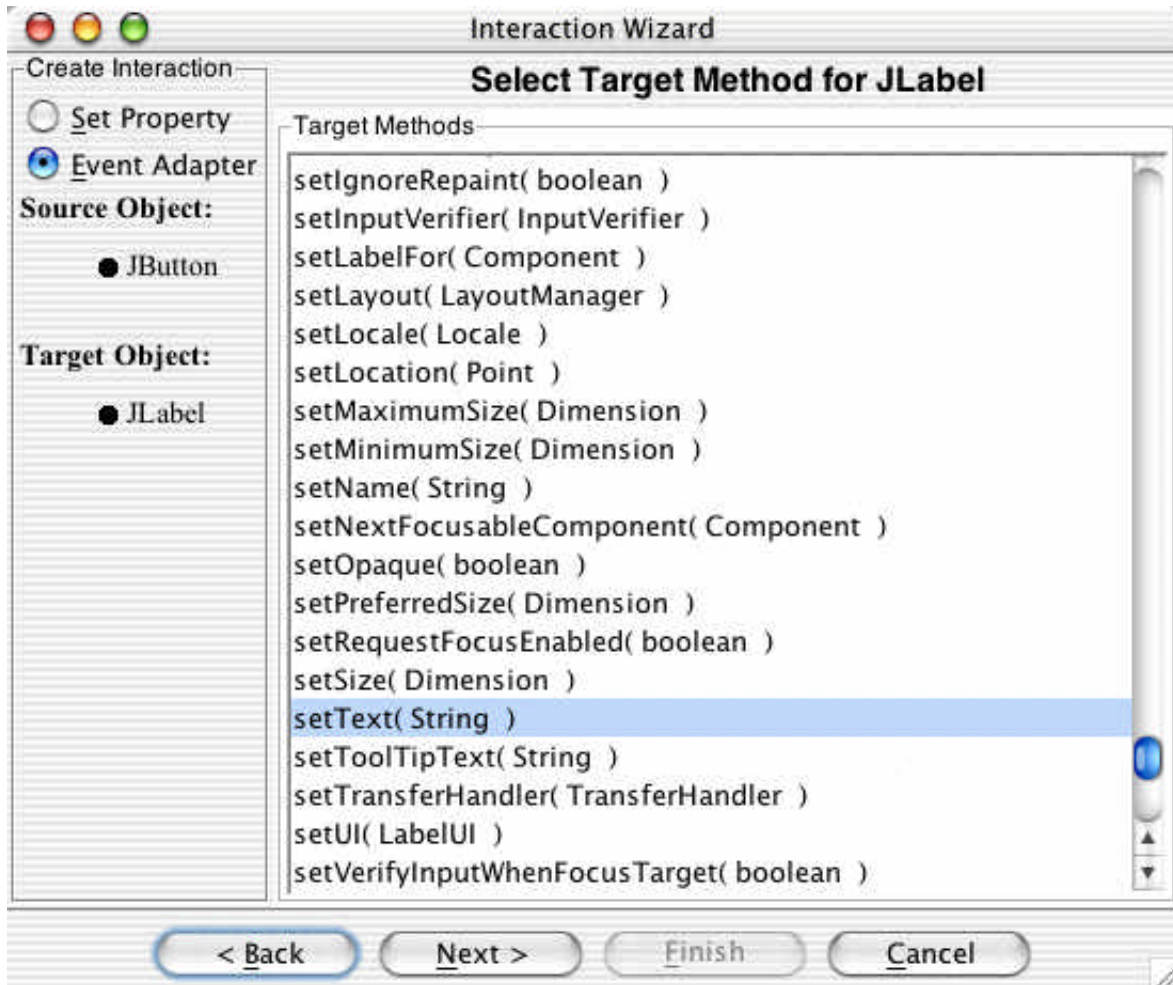 Interaction Wizard
Create Interaction
Set Property
Event Adapter
Source Object:
JButton
Target Object:
JLabel
Select Target Method for JLabel
Target Methods
setIgnoreRepaint( boolean )
setInputVerifier( InputVerifier )
setLabelFor( Component )
setLayout( LayoutManager )
setLocale( Locale )
setLocation( Point )
setMaximumSize( Dimension )
setMinimumSize( Dimension )
setName( String )
setNextFocusableComponent( Component )
setOpaque( boolean )
setPreferredSize( Dimension )
setRequestFocusEnabled( boolean )
setSize( Dimension )
setText( String )
setToolTipText( String )
setTransferHandler( TransferHandler )
setUI( LabelUI )
setVerifyInputWhenFocusTarget( boolean )
< Back
Next >
Finish
Cancel